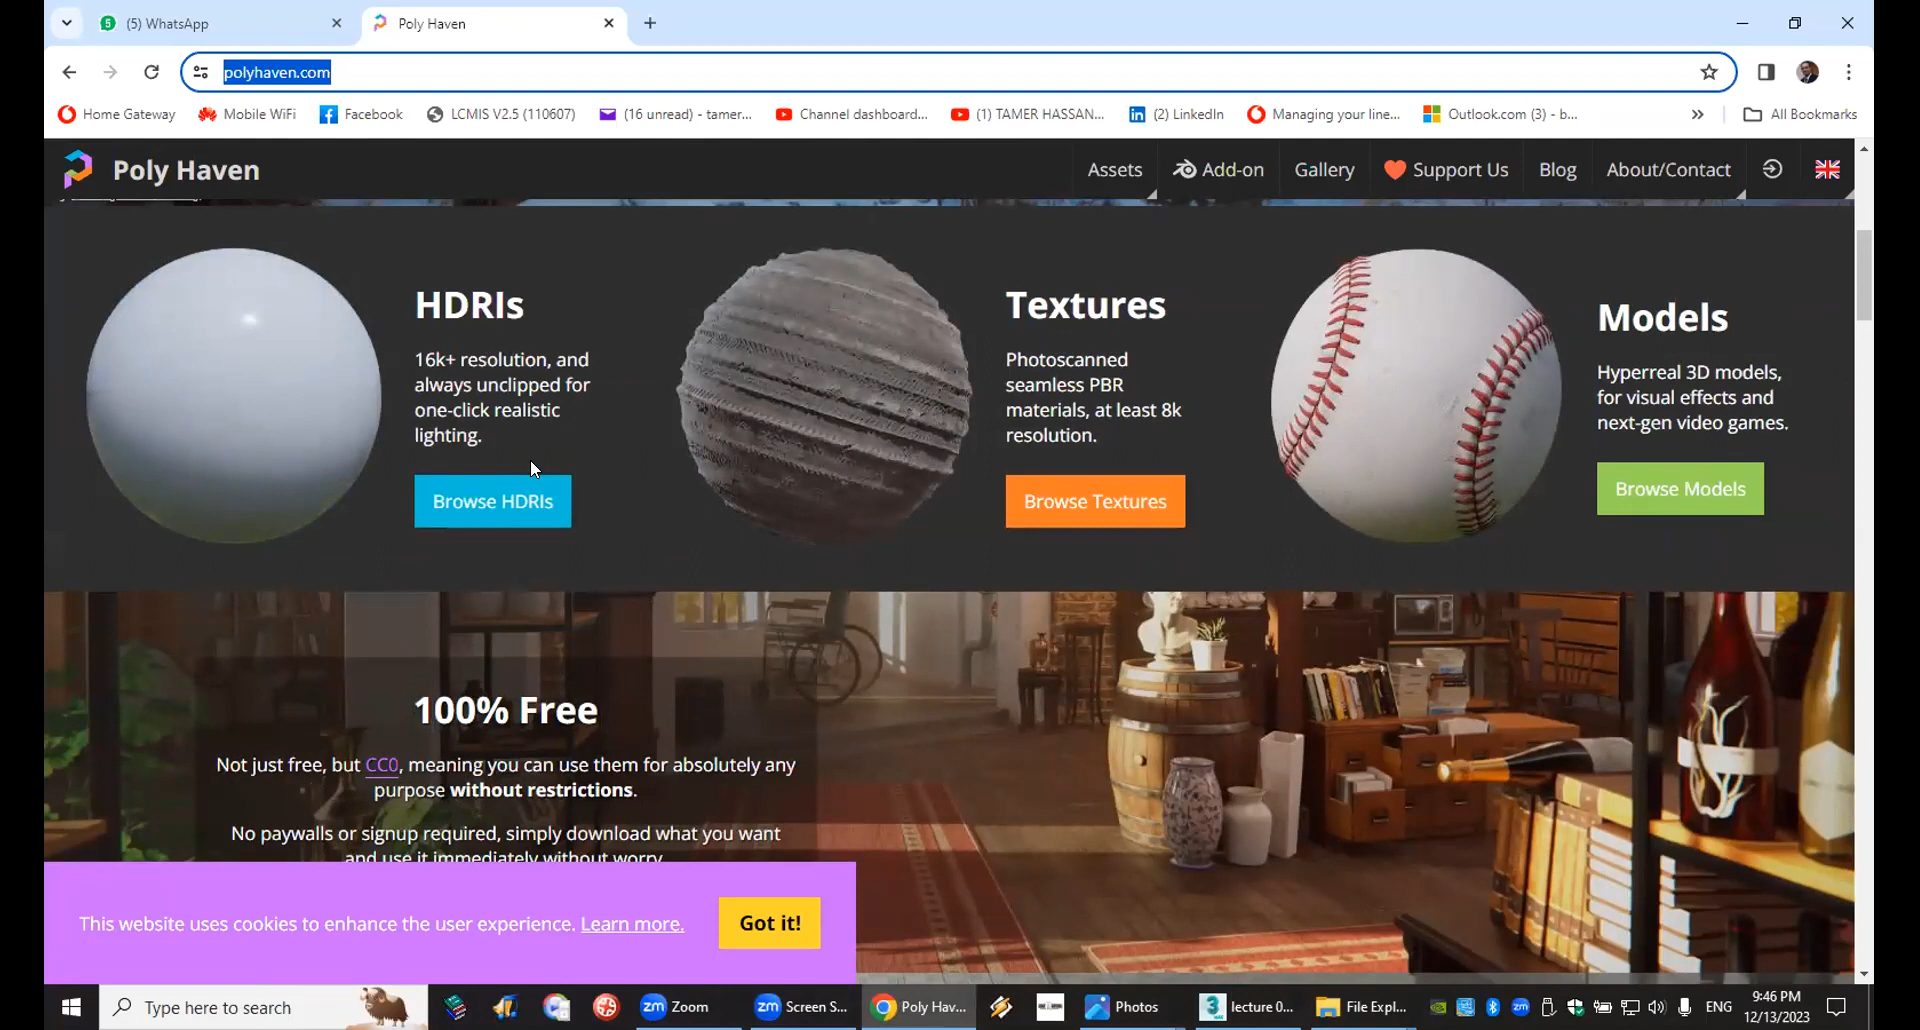 (5) WhatsApp
Poly Haven
polyhaven.com
Home Gateway
Mobile WiFi
Facebook
LCMIS V2.5 (110607)
(16 unread) - tamer...
Channel dashboard...
(1) TAMER HASSAN...
(2) LinkedIn
Managing your line...
Outlook.com (3) - b...
»
All Bookmarks
Poly Haven
Assets
Add-on
Gallery
Support Us
Blog
About/Contact
HDRIs
16k+ resolution, and
always unclipped for
one-click realistic
lighting.
Browse HDRIs
Textures
Photoscanned
seamless PBR
materials, at least 8k
resolution.
Browse Textures
Models
Hyperreal 3D models,
for visual effects and
next-gen video games.
Browse Models
100% Free
Not just free, but CC0, meaning you can use them for absolutely any
purpose without restrictions.
No paywalls or signup required, simply download what you want
and use it immediately without worry.
This website uses cookies to enhance the user experience. Learn more.
Got it!
Type here to search
Zoom
Screen S...
Poly Hav...
Photos
lecture 0...
File Expl...
ENG
9:46 PM
12/13/2023